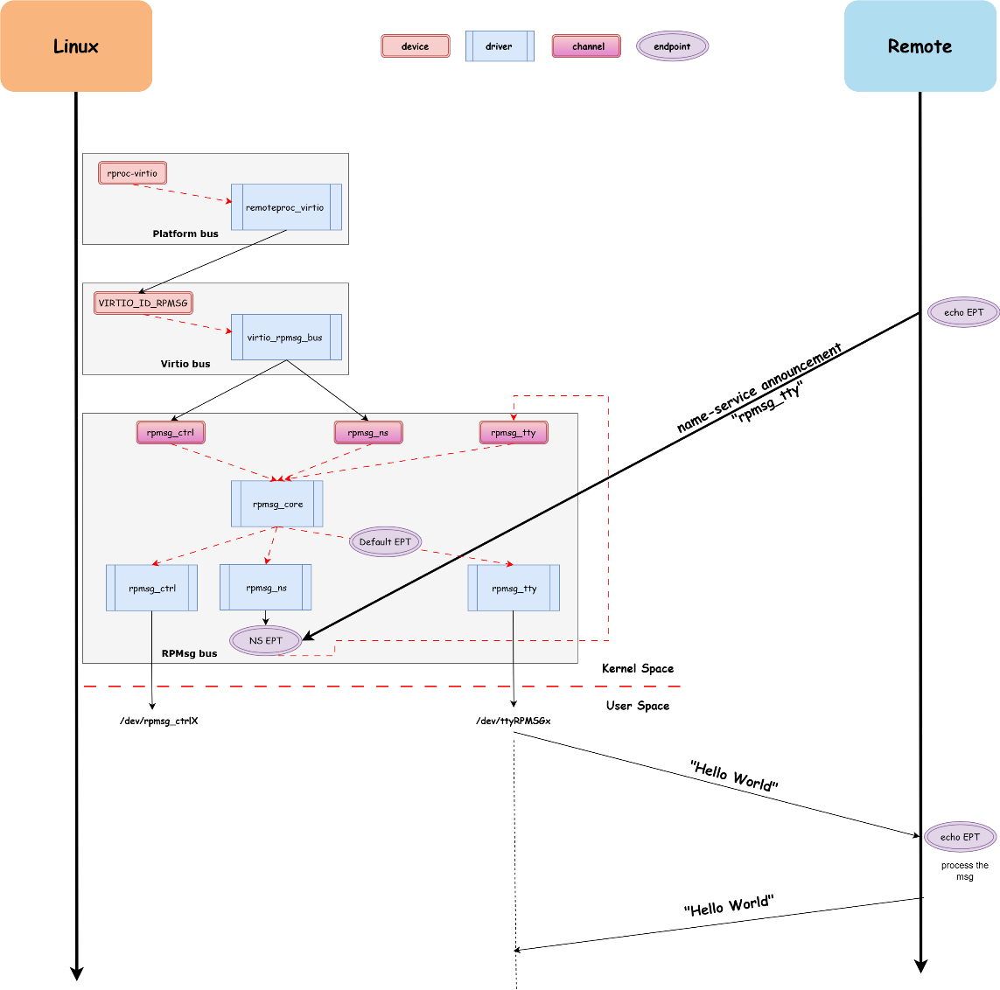 Linux
device
driver
channel
endpoint
Remote
rproc-virtio
remoteproc_virtio
Platform bus
VIRTIO_ID_RPMSG
virtio_rpmsg_bus
Virtio bus
echo EPT
name-service announcement
"rpmsg_tty"
rpmsg_ctrl
rpmsg_ns
rpmsg_tty
rpmsg_core
Default EPT
rpmsg_ctrl
rpmsg_ns
rpmsg_tty
NS EPT
RPMsg bus
Kernel Space
User Space
/dev/rpmsg_ctrlX
/dev/ttyRPMSGx
"Hello World"
echo EPT
process the
msg
"Hello World"